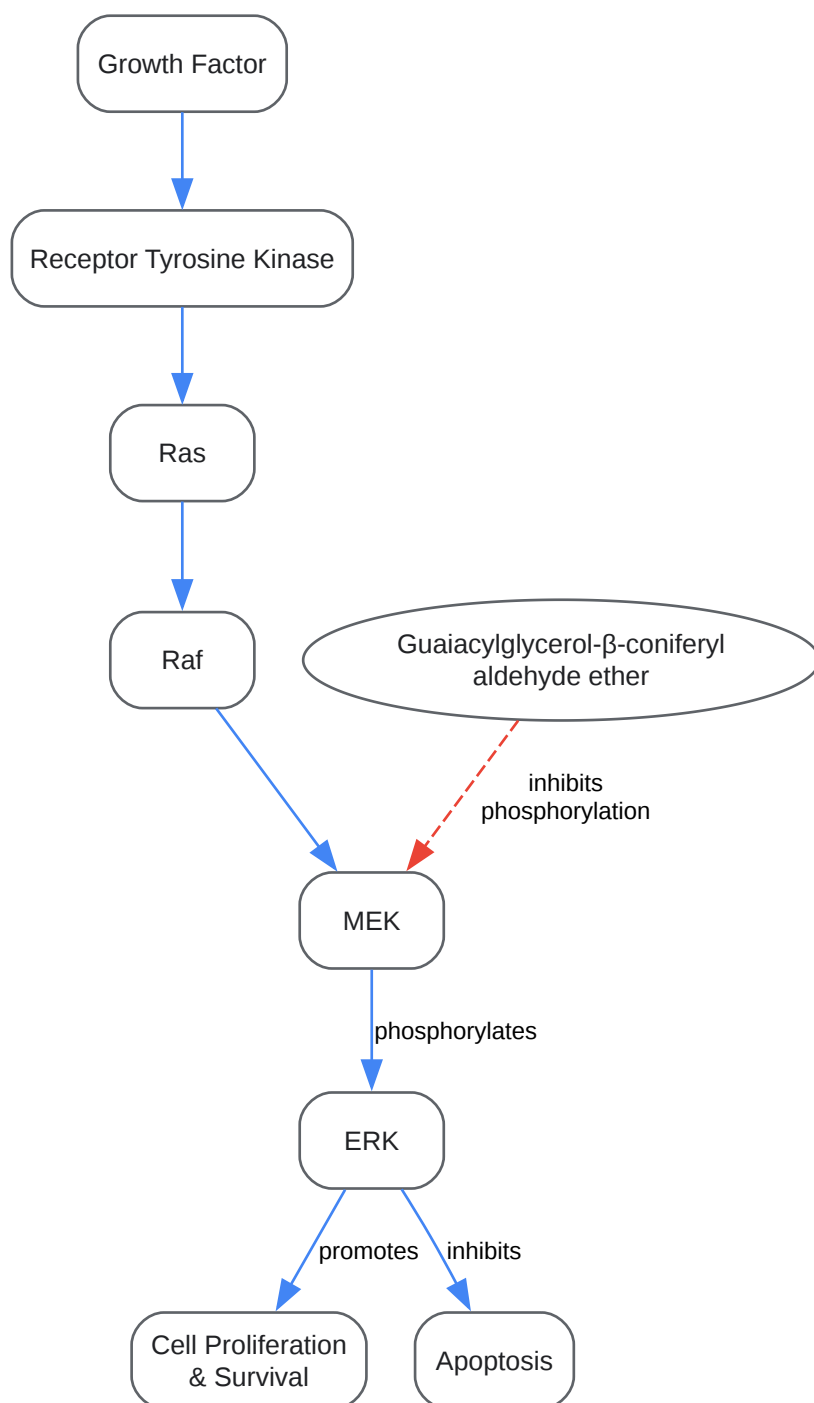 Growth Factor
Receptor Tyrosine Kinase
Ras
Raf
Guaiacylglycerol-β-coniferyl
aldehyde ether
inhibits
phosphorylation
MEK
phosphorylates
ERK
promotes
inhibits
Cell Proliferation
& Survival
Apoptosis